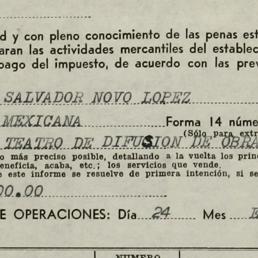 d y con pleno conocimiento de las penas est
aran las actividades mercantiles del establec
pago del impuesto, de acuerdo con las prev
SALVADOR NOVO LOPEZ
MEXICANA Forma 14 núme
(Sólo para extr
TEATRO DE DIFUSION DE OBRA
o más preciso posible, detallando a la vuelta los prin
eneficia, acaba, etc.; los servicios que vende.
e este informe se resuelve de primera intención, si se
00.00
E OPERACIONES: Día 24 Mes E
NUMERO